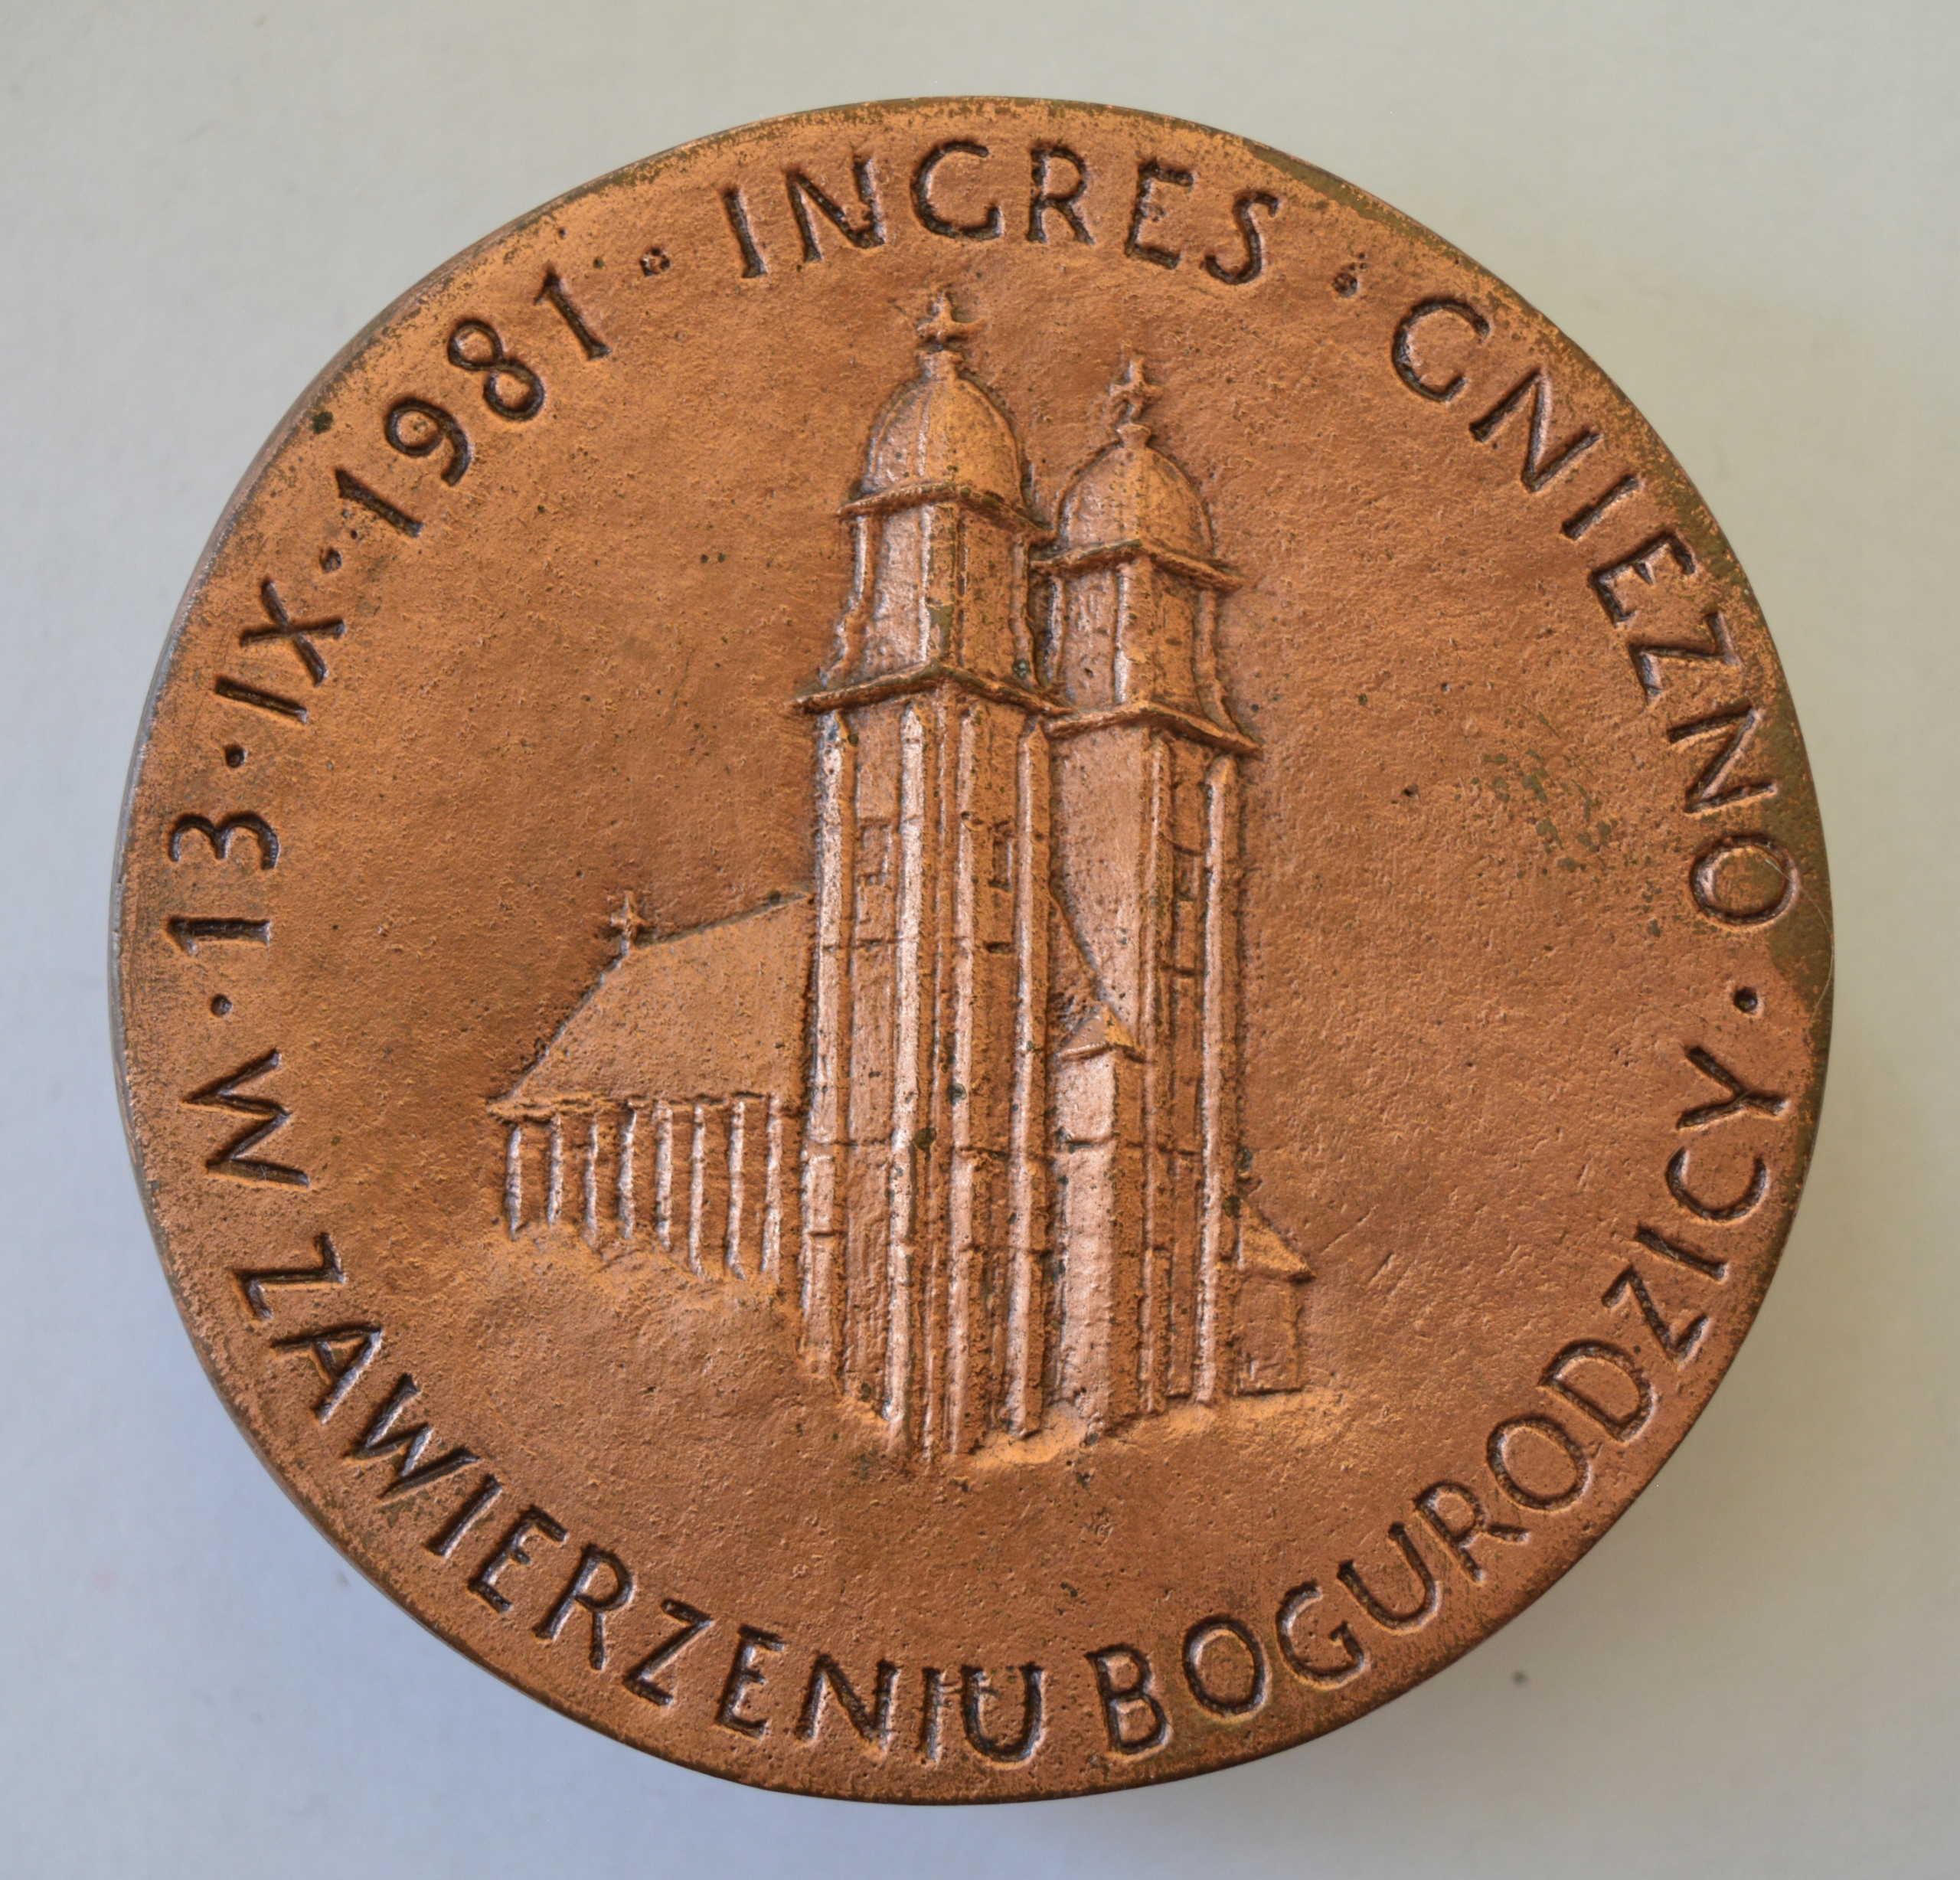 13·IX·1981·INGRES·GNIEZNO·
W ZAWIERZENIU BOGURODZICY·